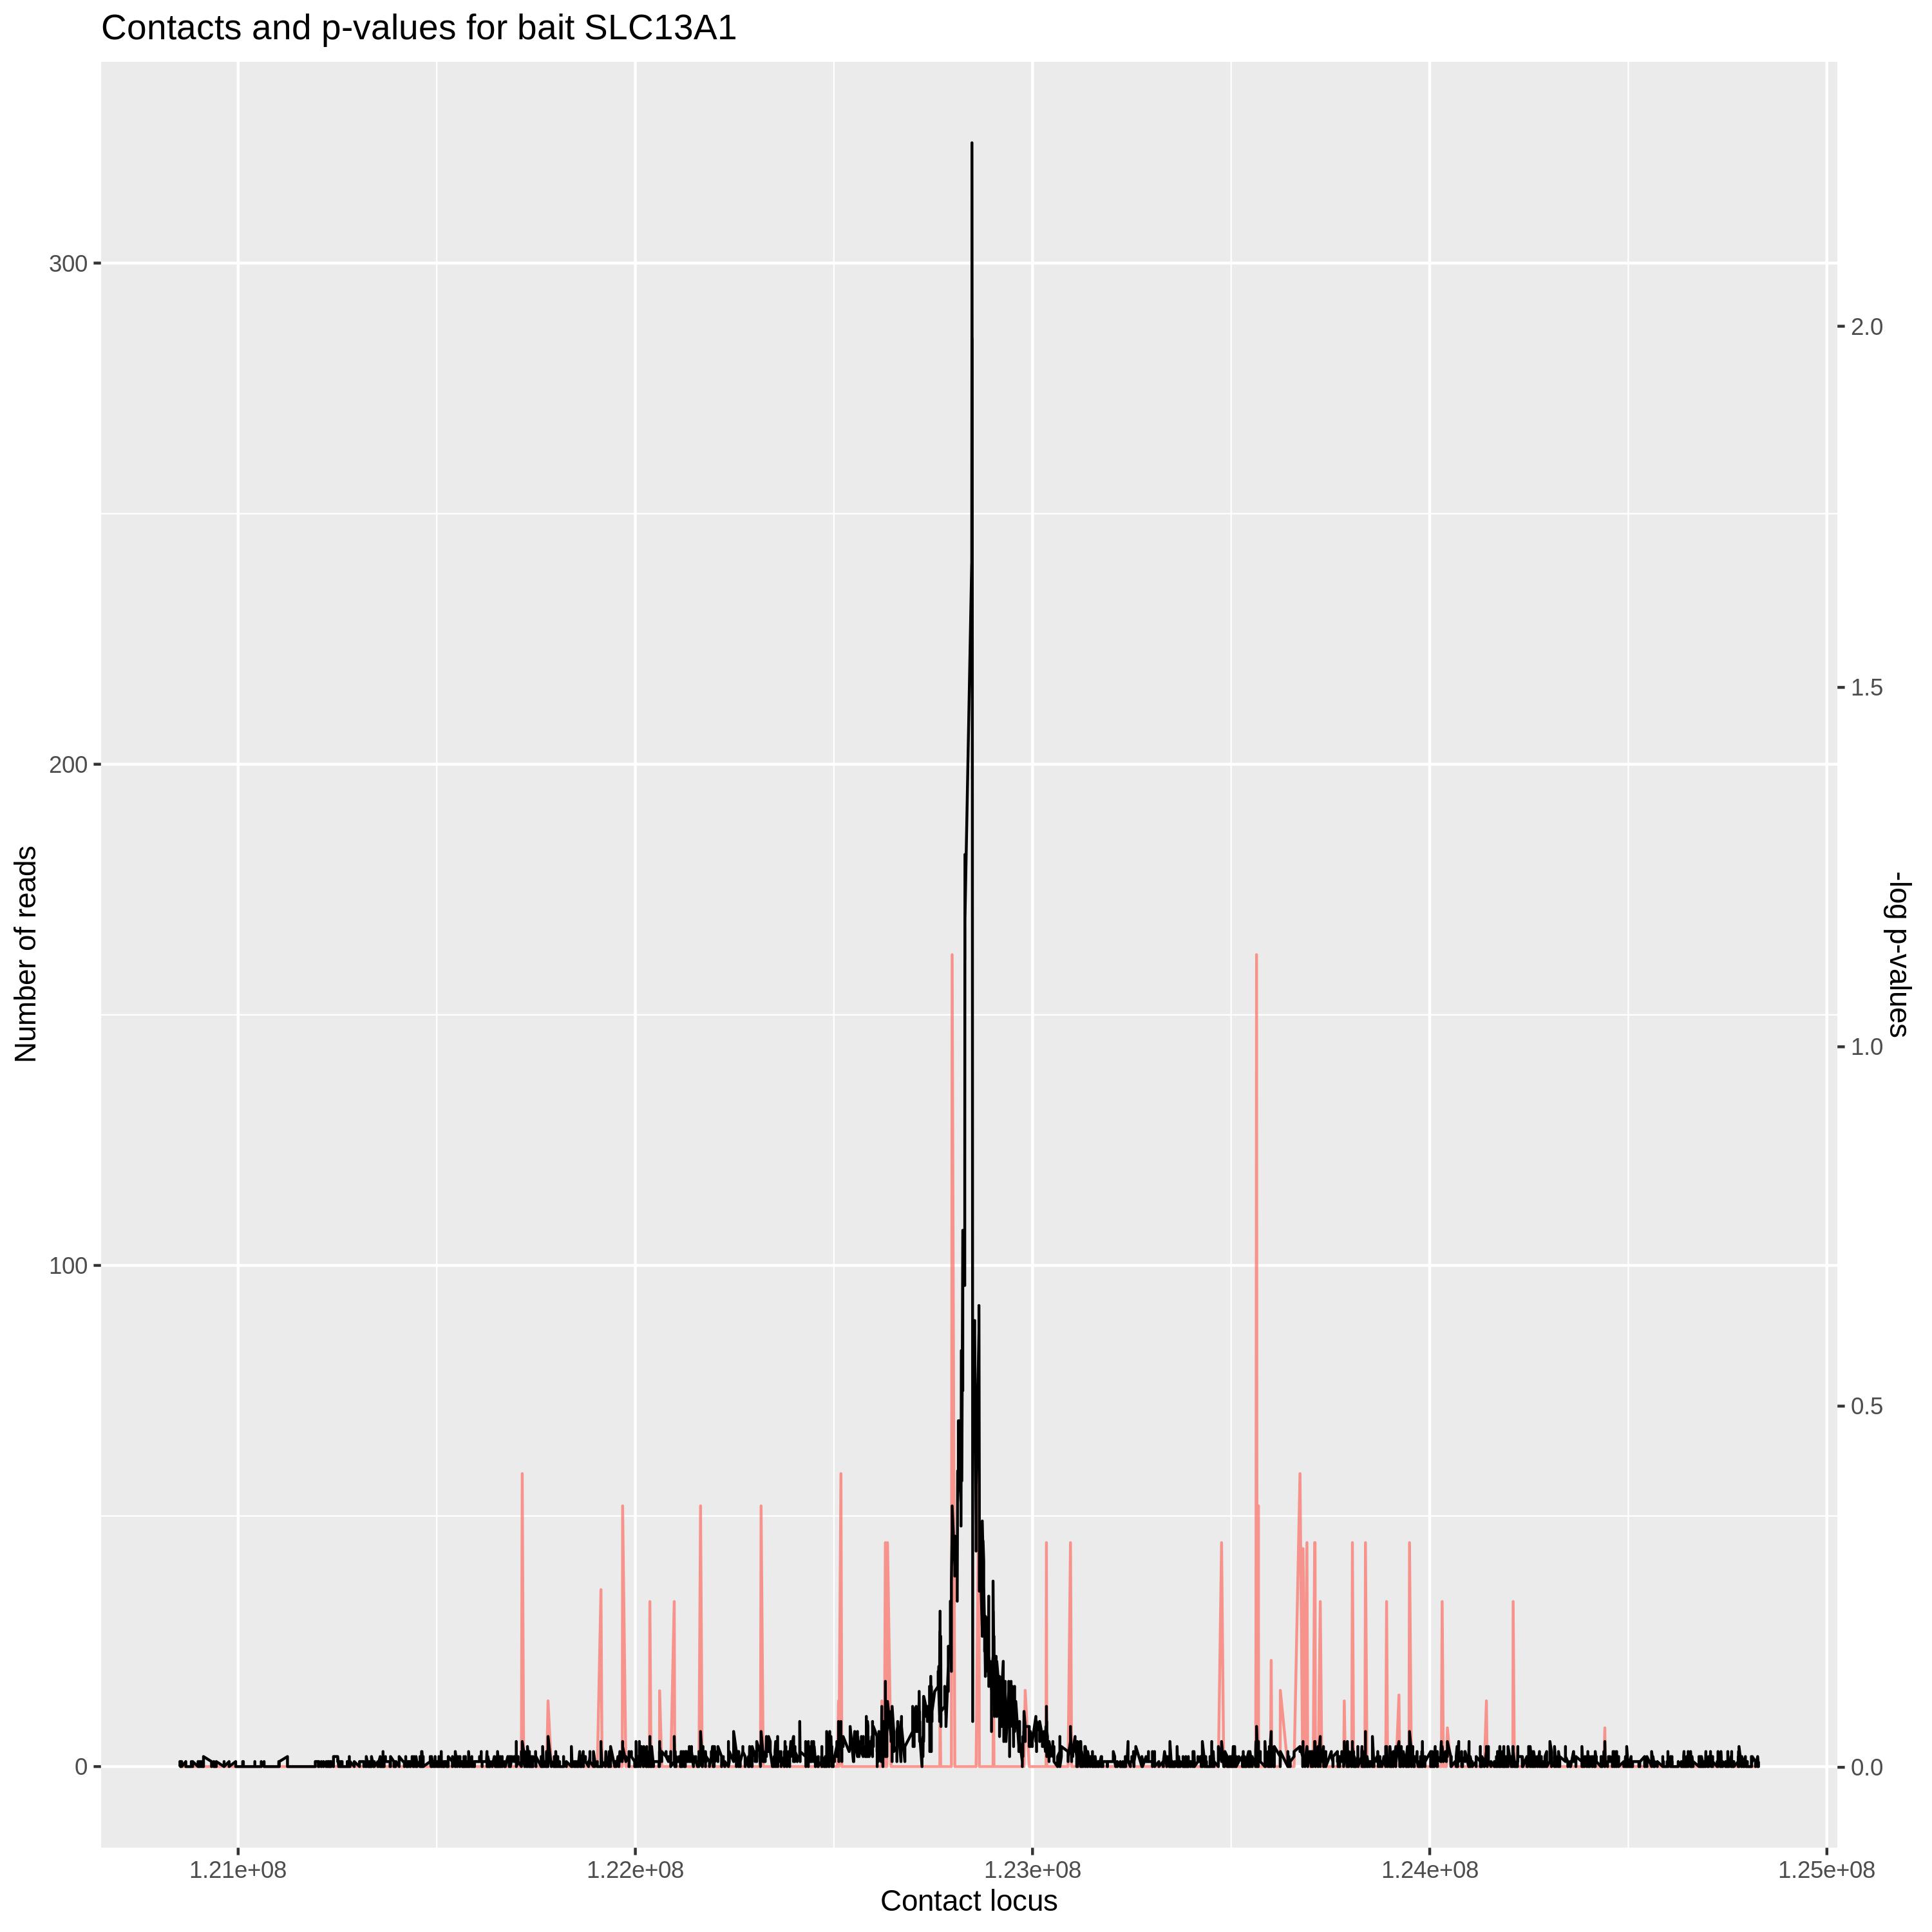 Contacts and p-values for bait SLC13A1
300
200
100
0
Number of reads
2.0
1.5
1.0
0.5
0.0
-log p-values
1.21e+08
1.22e+08
1.23e+08
1.24e+08
1.25e+08
Contact locus